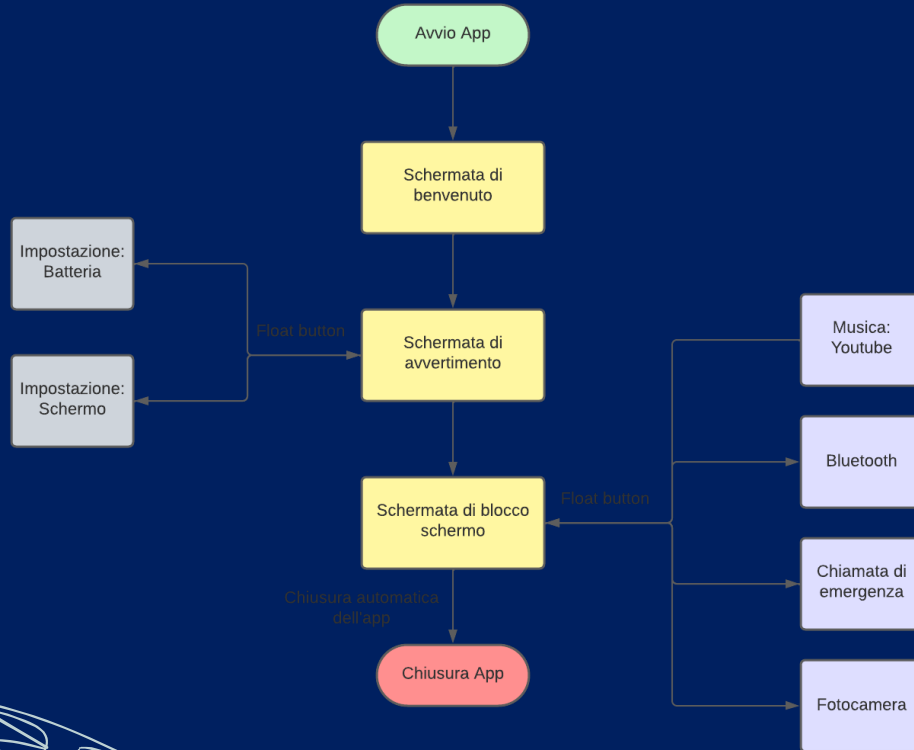 Avvio App
Schermata di
benvenuto
Impostazione:
Batteria
Float button
Schermata di
avvertimento
Musica:
Youtube
Impostazione:
Schermo
Bluetooth
Schermata di blocco
schermo
Float button
Chiamata di
emergenza
Chiusura automatica
dell'app
Chiusura App
Fotocamera